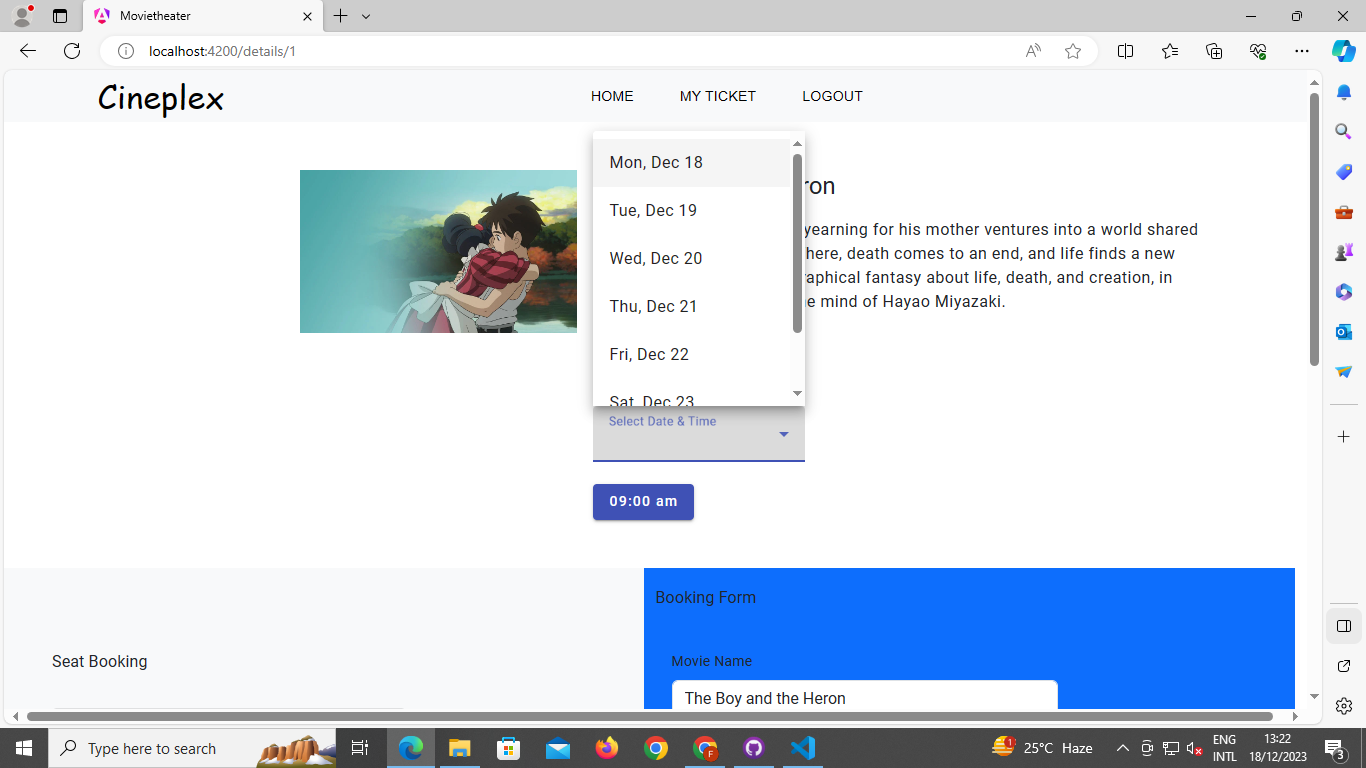 Movietheater
localhost:4200/details/1
Cineplex
HOME
MY TICKET
LOGOUT
Mon, Dec 18
Tue, Dec 19
Wed, Dec 20
Thu, Dec 21
Fri, Dec 22
Sat, Dec 23
ron
yearning for his mother ventures into a world shared
here, death comes to an end, and life finds a new
raphical fantasy about life, death, and creation, in
e mind of Hayao Miyazaki.
Select Date & Time
09:00 am
Seat Booking
Booking Form
Movie Name
The Boy and the Heron
Type here to search
F
1
25°C Haze
ENG
INTL
13:22
18/12/2023
3